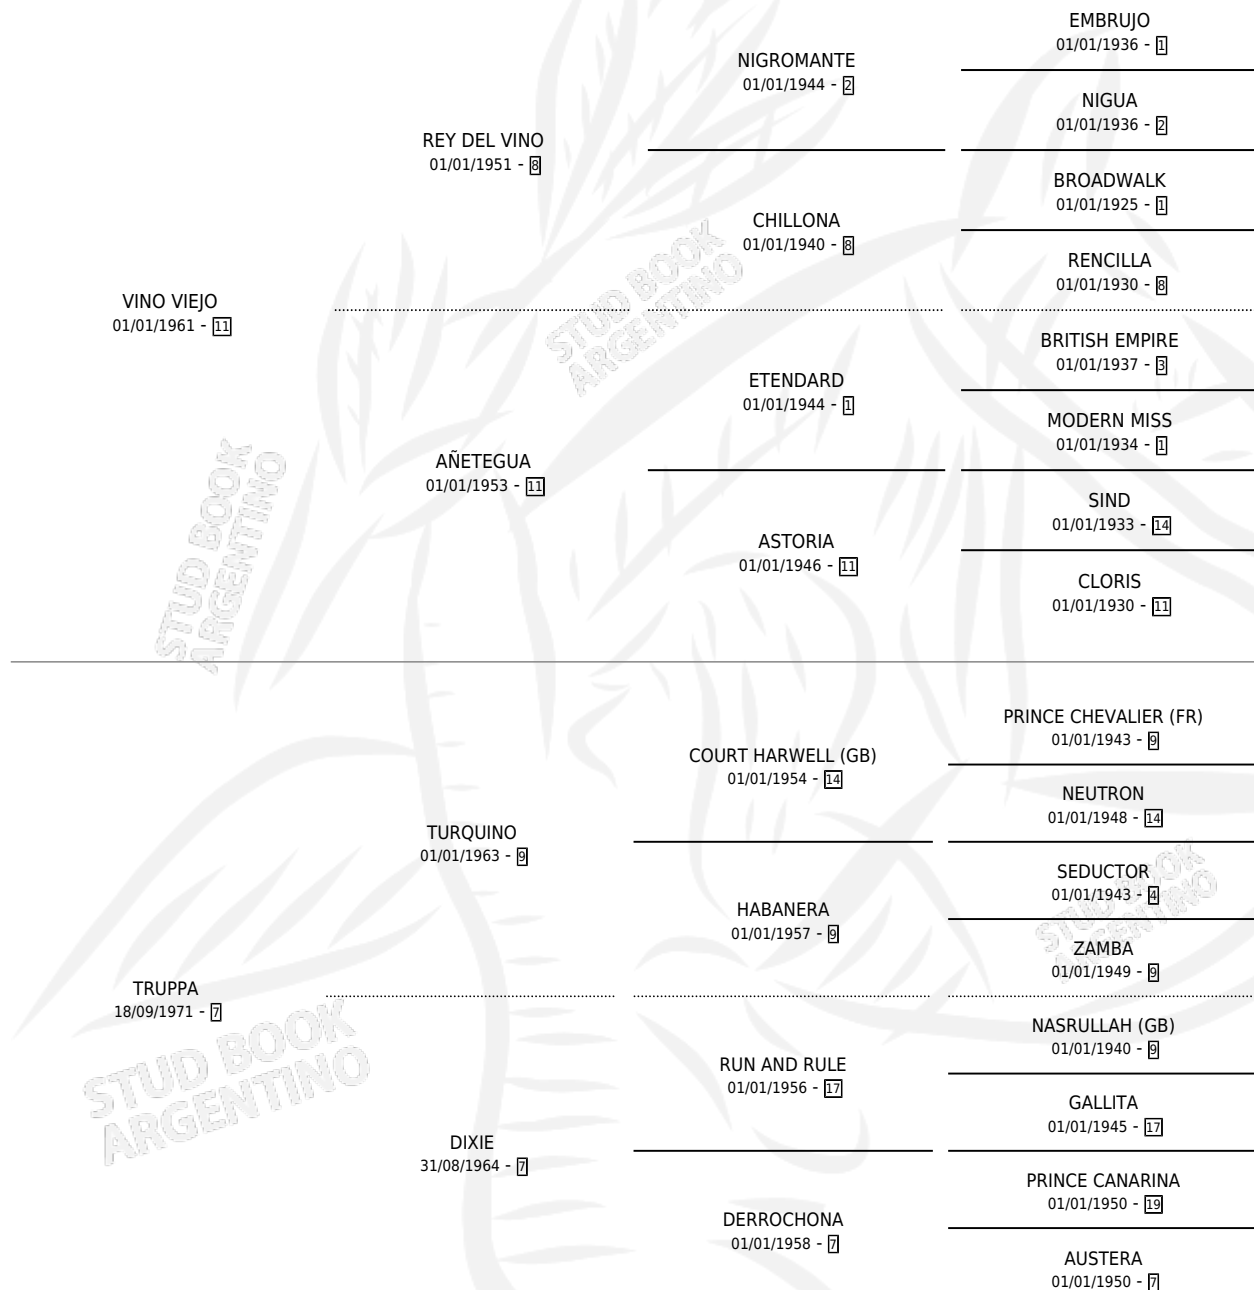 EMBRUJO
01/01/1936 - 1
NIGROMANTE
01/01/1944 - 2
NIGUA
01/01/1936 - 2
REY DEL VINO
01/01/1951 - 8
BROADWALK
01/01/1925 - 1
CHILLONA
01/01/1940 - 8
RENCILLA
01/01/1930 - 8
VINO VIEJO
01/01/1961 - 11
BRITISH EMPIRE
01/01/1937 - 3
ETENDARD
01/01/1944 - 1
MODERN MISS
01/01/1934 - 1
AÑETEGUA
01/01/1953 - 11
SIND
01/01/1933 - 14
ASTORIA
01/01/1946 - 11
CLORIS
01/01/1930 - 11
STUD BOOK
ARGENTINO
STUD BOOK
ARGENTINO
PRINCE CHEVALIER (FR)
01/01/1943 - 9
COURT HARWELL (GB)
01/01/1954 - 14
NEUTRON
01/01/1948 - 14
TURQUINO
01/01/1963 - 9
SEDUCTOR
01/01/1943 - 4
HABANERA
01/01/1957 - 9
ZAMBA
01/01/1949 - 9
TRUPPA
18/09/1971 - 7
NASRULLAH (GB)
01/01/1940 - 9
RUN AND RULE
01/01/1956 - 17
GALLITA
01/01/1945 - 17
DIXIE
31/08/1964 - 7
PRINCE CANARINA
01/01/1950 - 19
DERROCHONA
01/01/1958 - 7
AUSTERA
01/01/1950 - 7
STUD BOOK
ARGENTINO
STUD BOOK
ARGENTINO